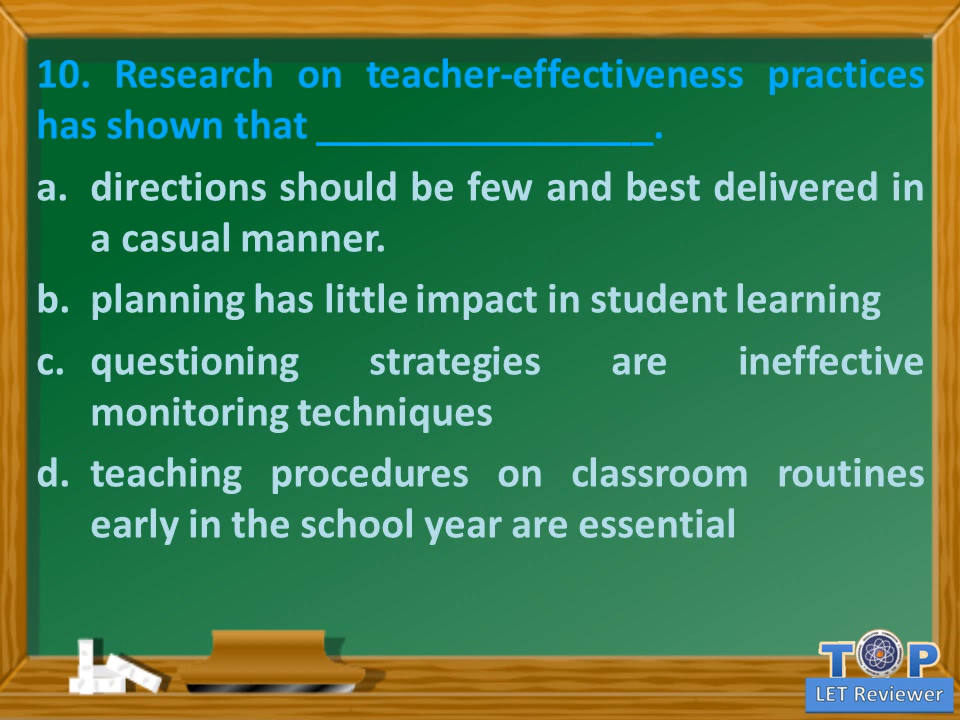 10. Research on teacher-effectiveness practices
has shown that ________________.
a. directions should be few and best delivered in
a casual manner.
b. planning has little impact in student learning
c. questioning strategies are ineffective
monitoring techniques
d. teaching procedures on classroom routines
early in the school year are essential
TOP
LET Reviewer